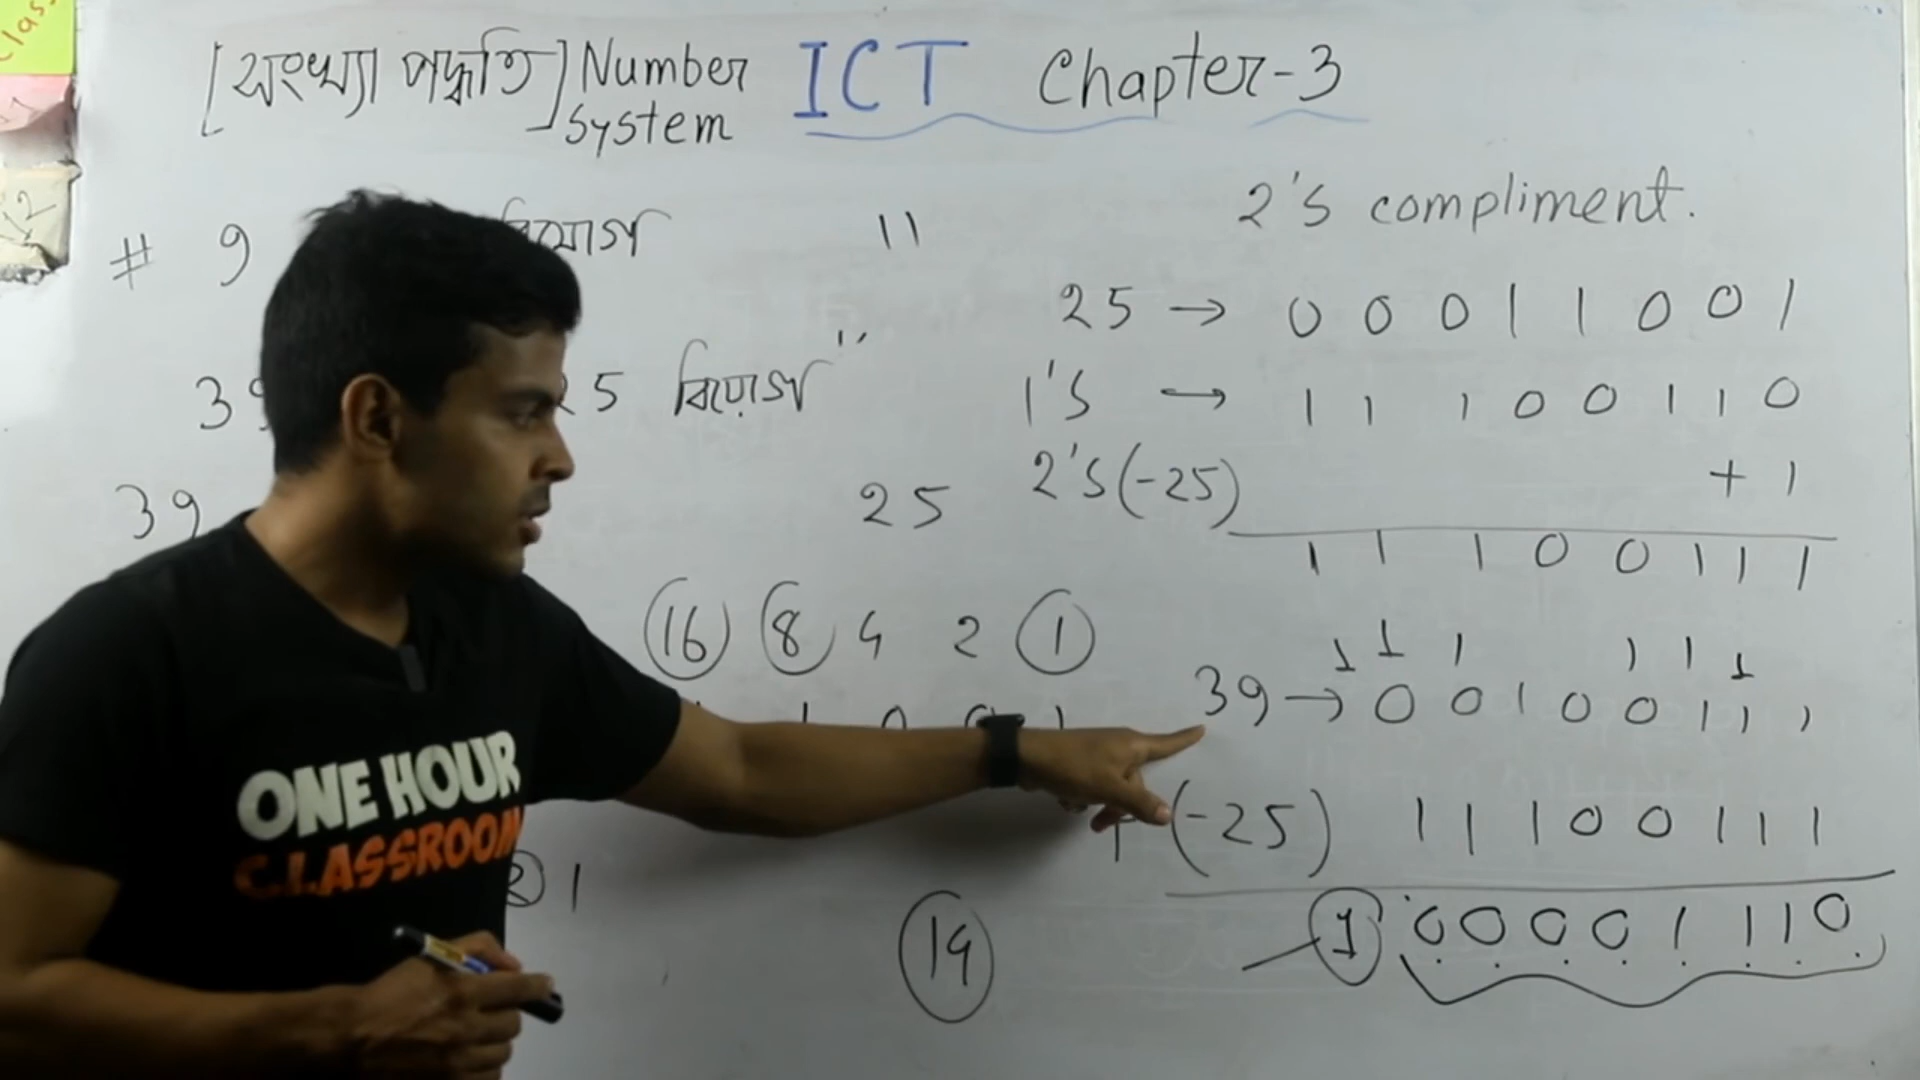 [সংখ্যা পদ্ধতি] Number System ICT Chapter-3
# 9 "
2's compliment.
25 → 0 0 0 1 1 0 0 1
25 বিয়োগ"
1's → 1 1 1 0 0 1 1 0
2's (-25) + 1
39 25
1 1 1 0 0 1 1 1
16 8 4 2 1
1 1 1 1 1 1
39 → 0 0 1 0 0 1 1 1
+ (-25) 1 1 1 0 0 1 1 1
1 0 0 0 0 1 1 1 0
14
ONE HOUR
CLASSROOM